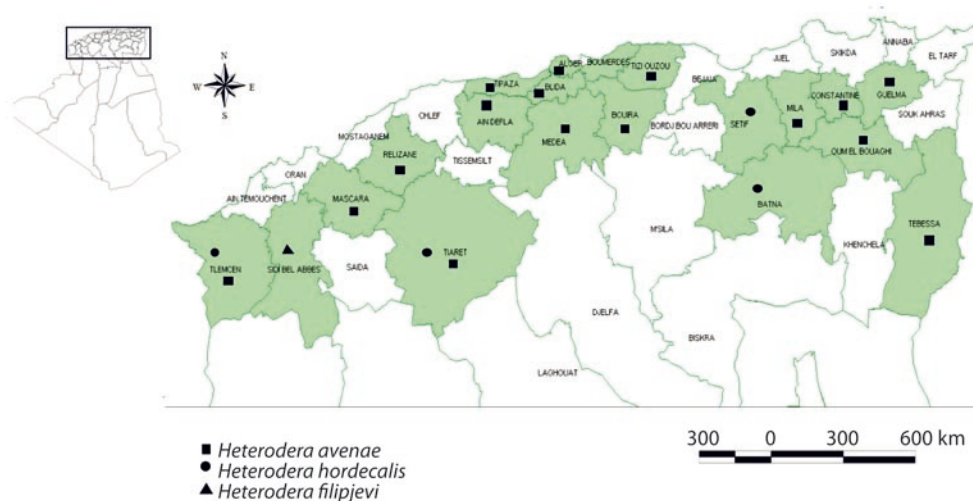 N
W E
S
ALGER
BOUMERDES
TIZI OUZOU
BEJAIA
JIJEL
SKIKDA
ANNABA
EL TARF
TIPAZA
BLIDA
CHLEF
AIN DEFLA
MEDEA
BOUIRA
BORDJ BOU ARRERI
SETIF
MILA
CONSTANTINE
GUELMA
SOUK AHRAS
OUM EL BOUAGHI
MOSTAGANEM
RELIZANE
TISSEMSILT
ORAN
AIN TEMOUCHENT
MASCARA
BATNA
TEBESSA
KHENCHELA
TLEMCEN
SIDI BEL ABBES
SAIDA
TIARET
M'SILA
DJELFA
BISKRA
LAGHOUAT
Heterodera avenae
Heterodera hordecalis
Heterodera filipjevi
300 0 300 600 km